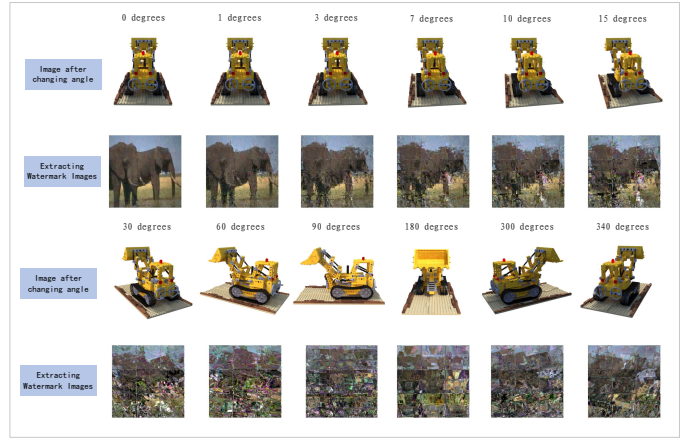 0 degrees 1 degrees 3 degrees 7 degrees 10 degrees 15 degrees
Image after
changing angle
Extracting
Watermark Images
30 degrees 60 degrees 90 degrees 180 degrees 300 degrees 340 degrees
Image after
changing angle
Extracting
Watermark Images